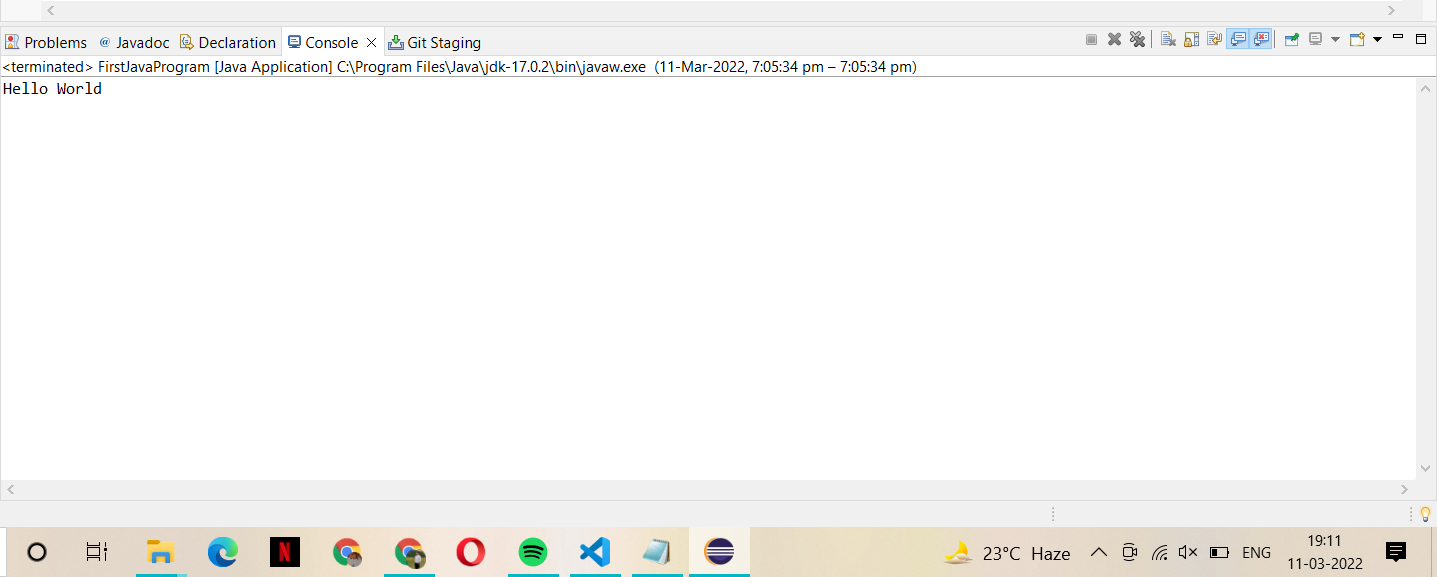 Problems @ Javadoc Declaration Console Git Staging
<terminated> FirstJavaProgram [Java Application] C:\Program Files\Java\jdk-17.0.2\bin\javaw.exe (11-Mar-2022, 7:05:34 pm – 7:05:34 pm)
Hello World
N 23°C Haze ENG 19:11
11-03-2022